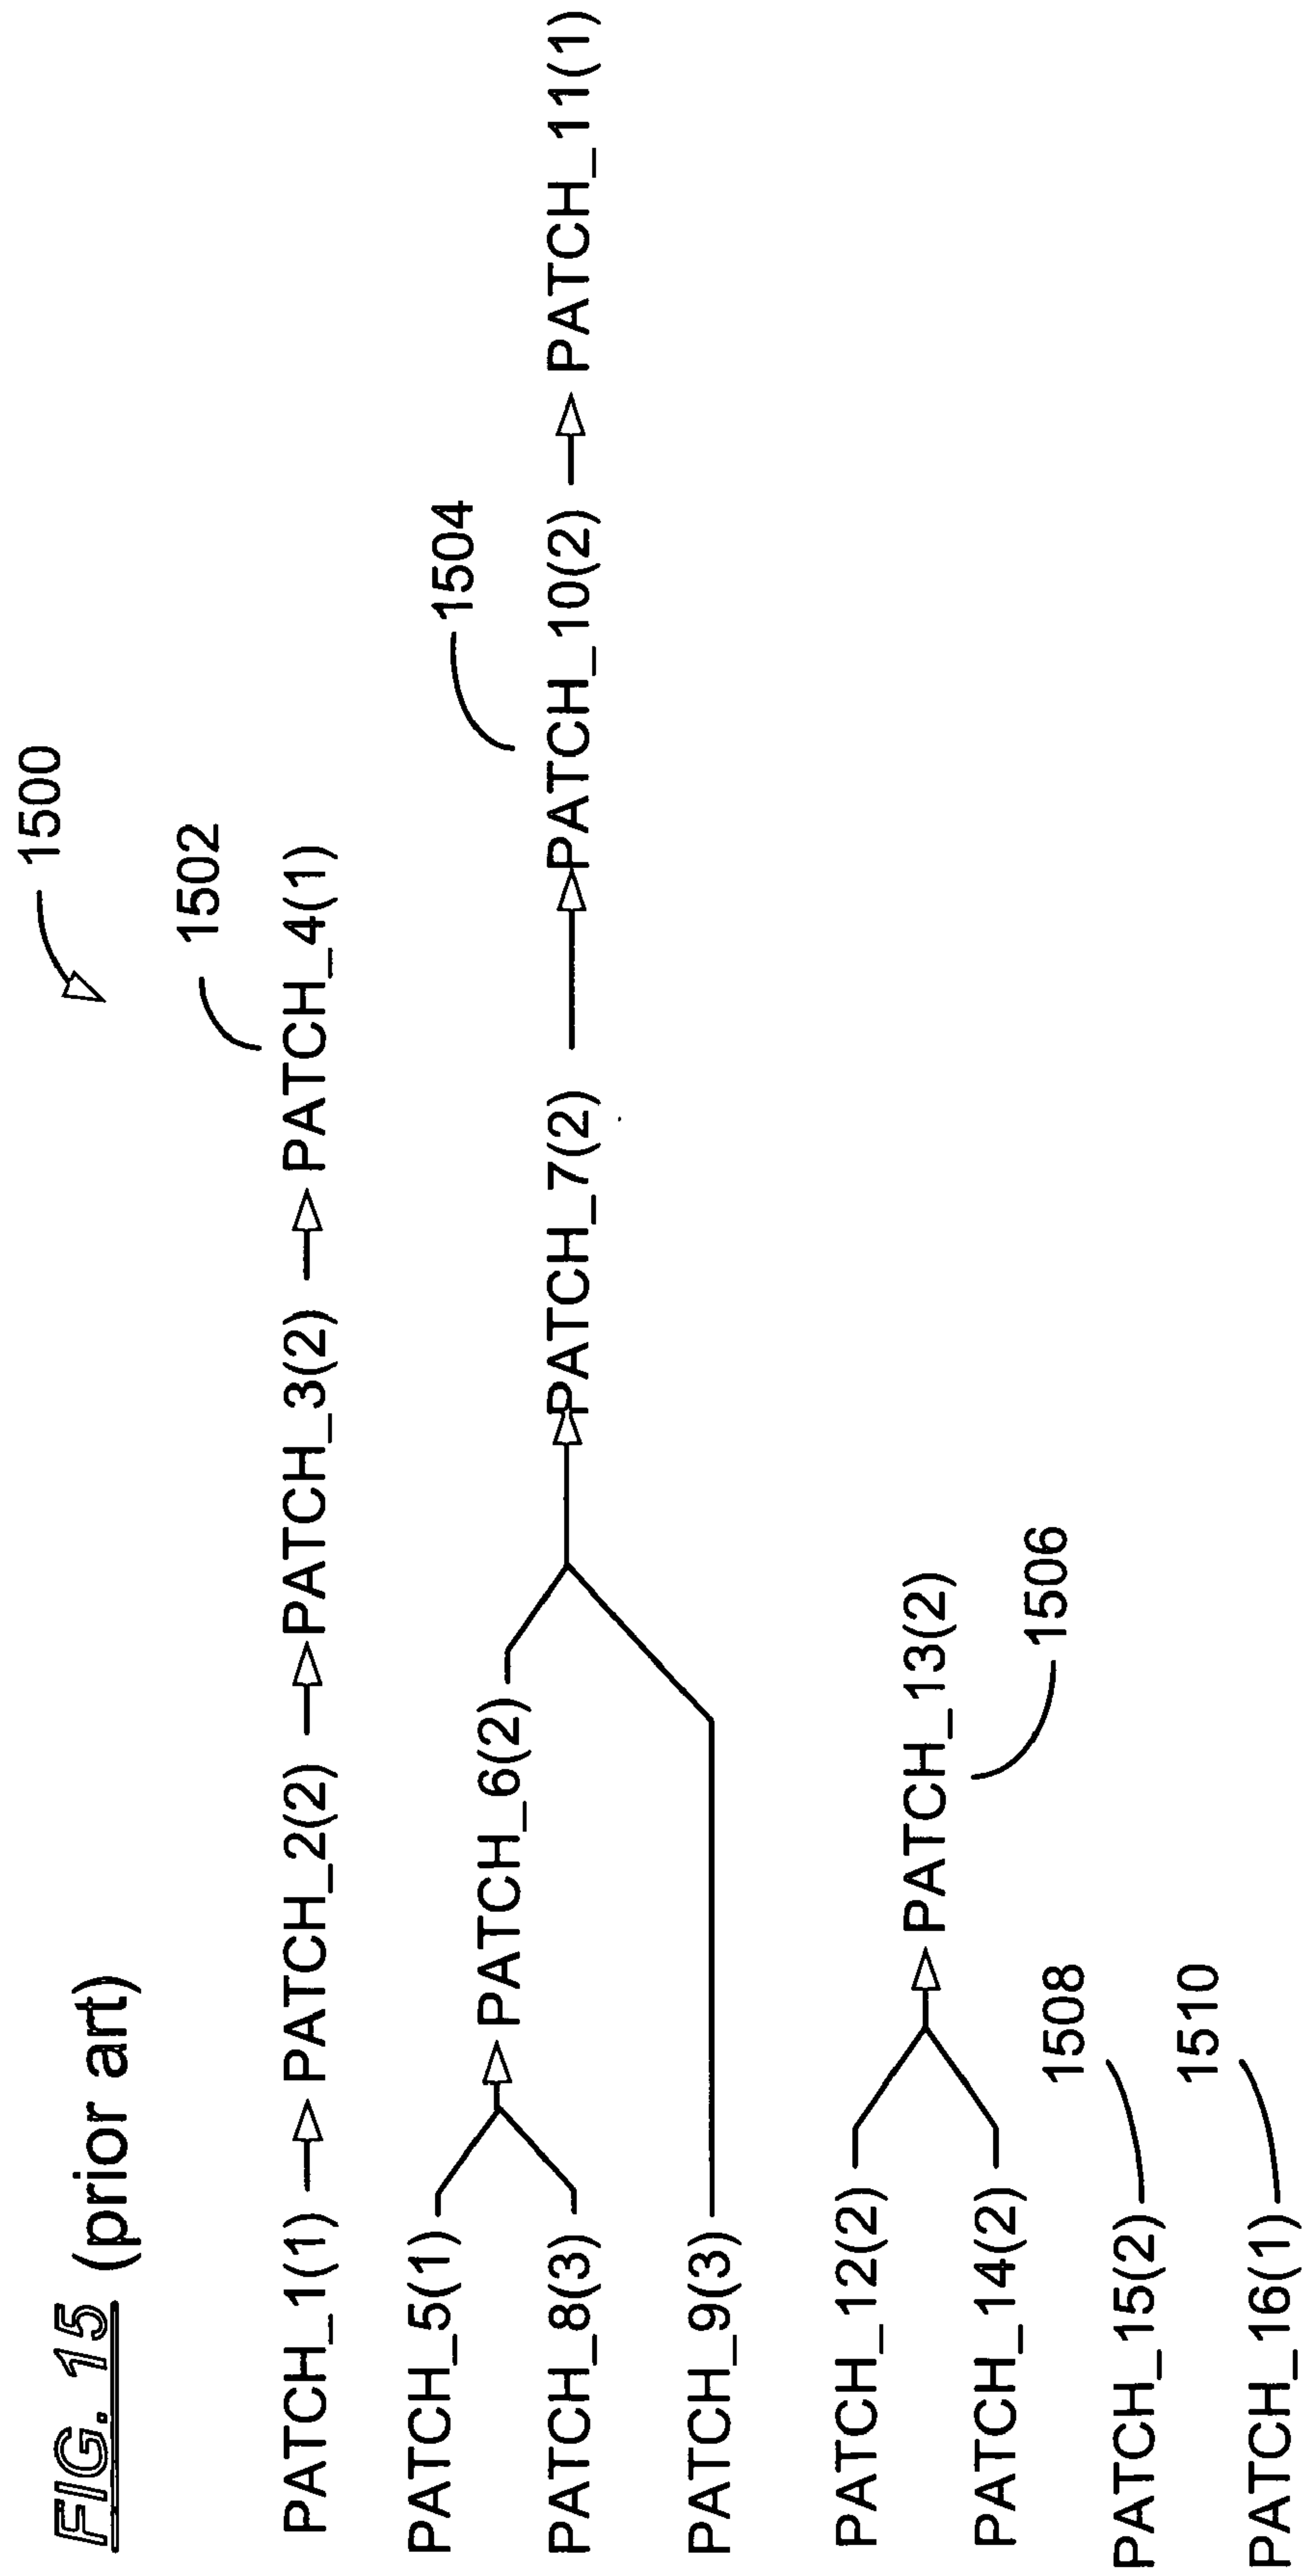 FIG. 15 (prior art)
1500
1502
PATCH_1(1) PATCH_2(2) PATCH_3(2) PATCH_4(1)
1504
PATCH_5(1)
PATCH_6(2)
PATCH_8(3)
PATCH_7(2) PATCH_10(2) PATCH_11(1)
PATCH_9(3)
PATCH_12(2)
PATCH_13(2)
PATCH_14(2)
1506
1508
PATCH_15(2)
1510
PATCH_16(1)